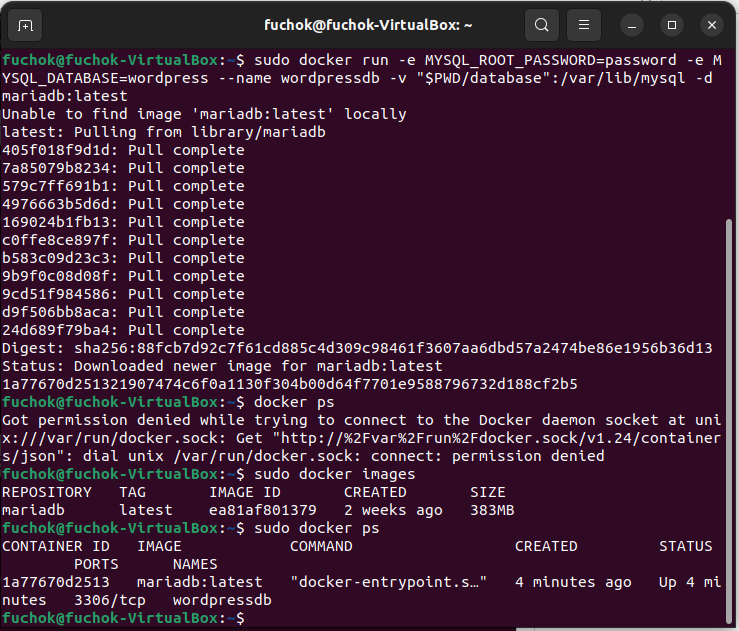 fuchok@fuchok-VirtualBox: ~
fuchok@fuchok-VirtualBox:~$ sudo docker run -e MYSQL_ROOT_PASSWORD=password -e M
YSQL_DATABASE=wordpress --name wordpressdb -v "$PWD/database":/var/lib/mysql -d
mariadb:latest
Unable to find image 'mariadb:latest' locally
latest: Pulling from library/mariadb
405f018f9d1d: Pull complete
7a85079b8234: Pull complete
579c7ff691b1: Pull complete
4976663b5d6d: Pull complete
169024b1fb13: Pull complete
c0ffe8ce897f: Pull complete
b583c09d23c3: Pull complete
9b9f0c08d08f: Pull complete
9cd51f984586: Pull complete
d9f506bb8aca: Pull complete
24d689f79ba4: Pull complete
Digest: sha256:88fcb7d92c7f61cd885c4d309c98461f3607aa6dbd57a2474be86e1956b36d13
Status: Downloaded newer image for mariadb:latest
1a77670d251321907474c6f0a1130f304b00d64f7701e9588796732d188cf2b5
fuchok@fuchok-VirtualBox:~$ docker ps
Got permission denied while trying to connect to the Docker daemon socket at uni
x:///var/run/docker.sock: Get "http://%2Fvar%2Frun%2Fdocker.sock/v1.24/container
s/json": dial unix /var/run/docker.sock: connect: permission denied
fuchok@fuchok-VirtualBox:~$ sudo docker images
REPOSITORY   TAG       IMAGE ID       CREATED       SIZE
mariadb      latest    ea81af801379   2 weeks ago   383MB
fuchok@fuchok-VirtualBox:~$ sudo docker ps
CONTAINER ID   IMAGE            COMMAND                  CREATED         STATUS
        PORTS      NAMES
1a77670d2513   mariadb:latest   "docker-entrypoint.s…"   4 minutes ago   Up 4 mi
nutes   3306/tcp   wordpressdb
fuchok@fuchok-VirtualBox:~$